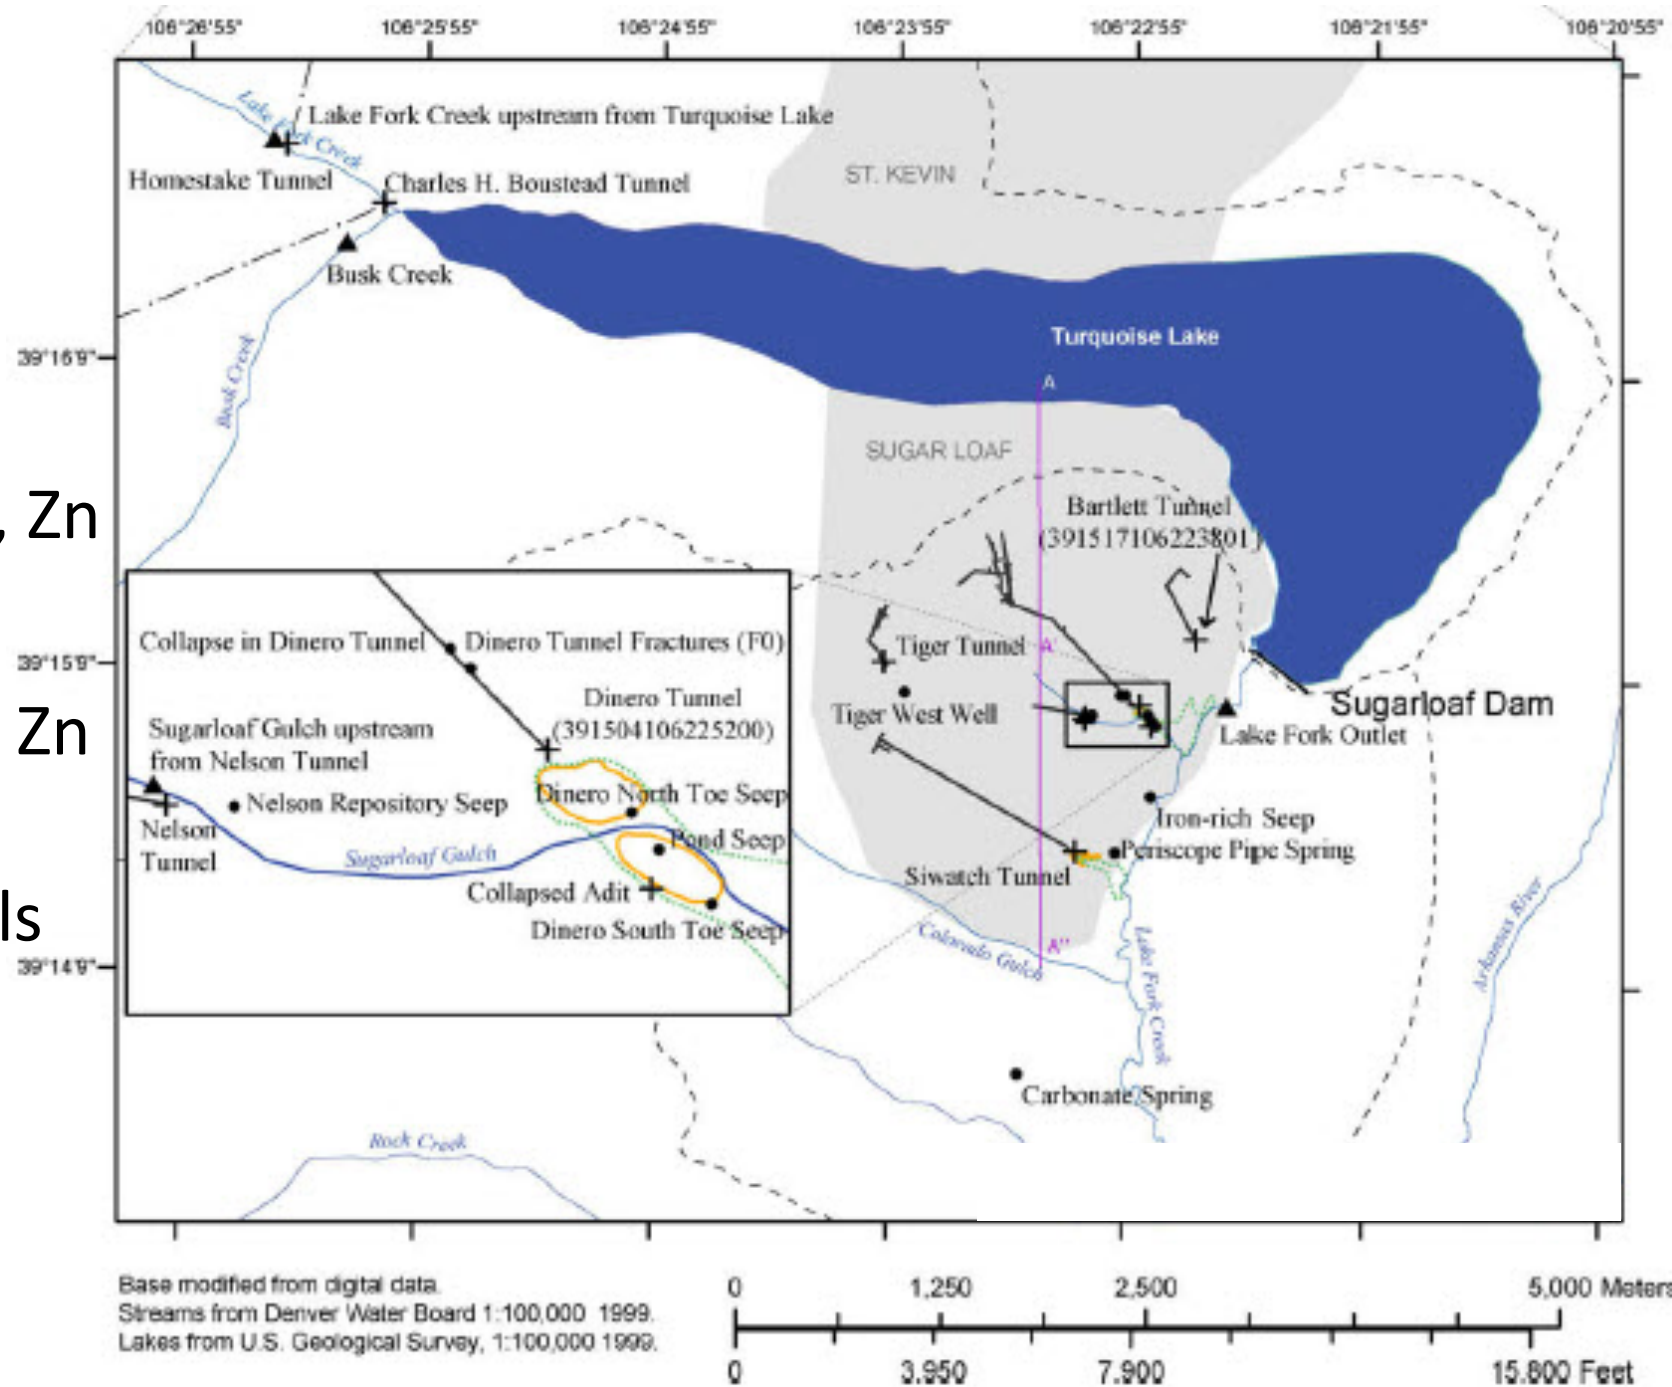 106°26'55"
106°25'55"
106°24'55"
106°23'55"
106°22'55"
106°21'55"
106°20'55"
Lake Fork Creek
Lake Fork Creek upstream from Turquoise Lake
Homestake Tunnel
Charles H. Boustead Tunnel
ST. KEVIN
Busk Creek
Busk Creek
Turquoise Lake
39°16'9"
A
SUGAR LOAF
, Zn
Bartlett Tunnel
(391517106223801)
Collapse in Dinero Tunnel
Dinero Tunnel Fractures (F0)
Tiger Tunnel
A'
39°15'9"
Dinero Tunnel
(391504106225200)
Tiger West Well
Sugarloaf Dam
Zn
Sugarloaf Gulch upstream
from Nelson Tunnel
Lake Fork Outlet
Dinero North Toe Seep
Nelson Repository Seep
Nelson
Tunnel
Iron-rich Seep
Pond Seep
Periscope Pipe Spring
Sugarloaf Gulch
Siwatch Tunnel
Collapsed Adit
Dinero South Toe Seep
ls
Colorado Gulch
A"
Lake Fork Creek
Arkansas River
39°14'9"
Carbonate Spring
Rock Creek
Base modified from digital data.
Streams from Denver Water Board 1:100,000 1999.
Lakes from U.S. Geological Survey, 1:100,000 1999.
0 1,250 2,500 5,000 Meters
0 3,950 7,900 15,800 Feet